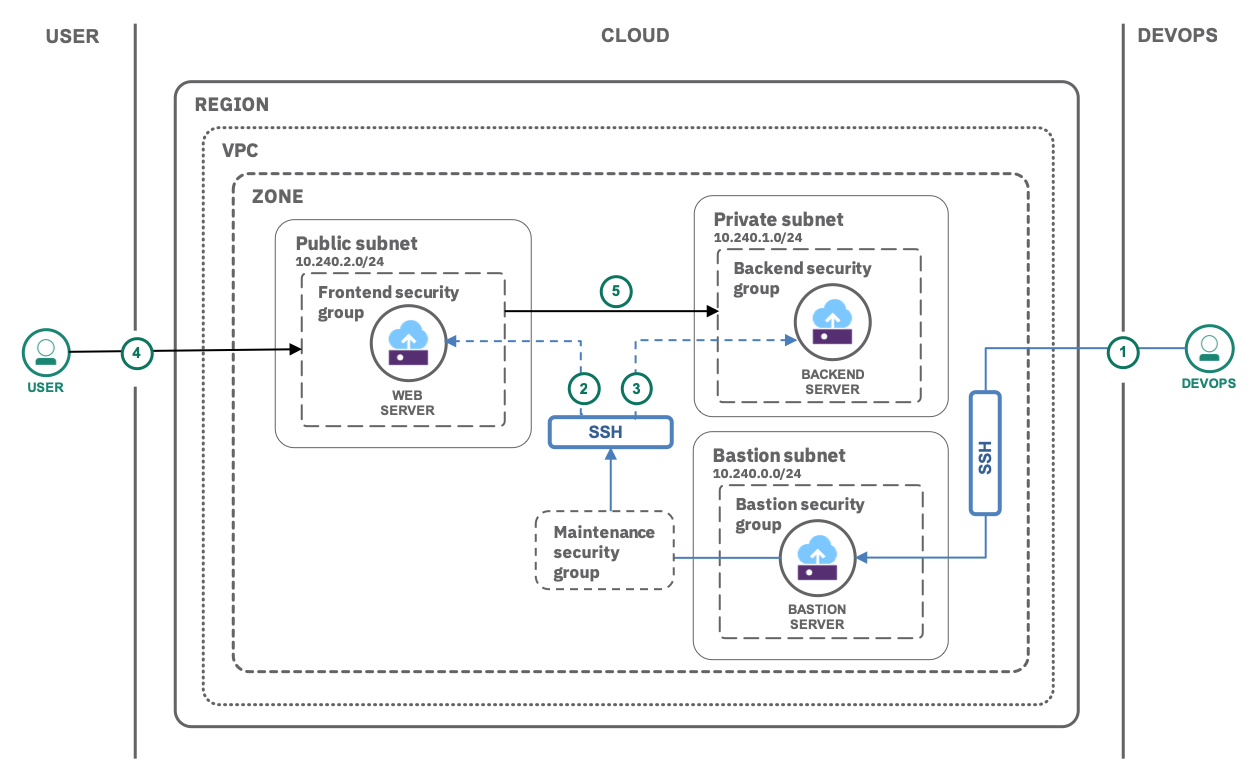 USER
CLOUD
DEVOPS
REGION
VPC
ZONE
Public subnet
10.240.2.0/24
Frontend security
group
WEB
SERVER
Private subnet
10.240.1.0/24
Backend security
group
BACKEND
SERVER
5
4
USER
1
DEVOPS
2
3
SSH
SSH
Maintenance
security
group
Bastion subnet
10.240.0.0/24
Bastion security
group
BASTION
SERVER